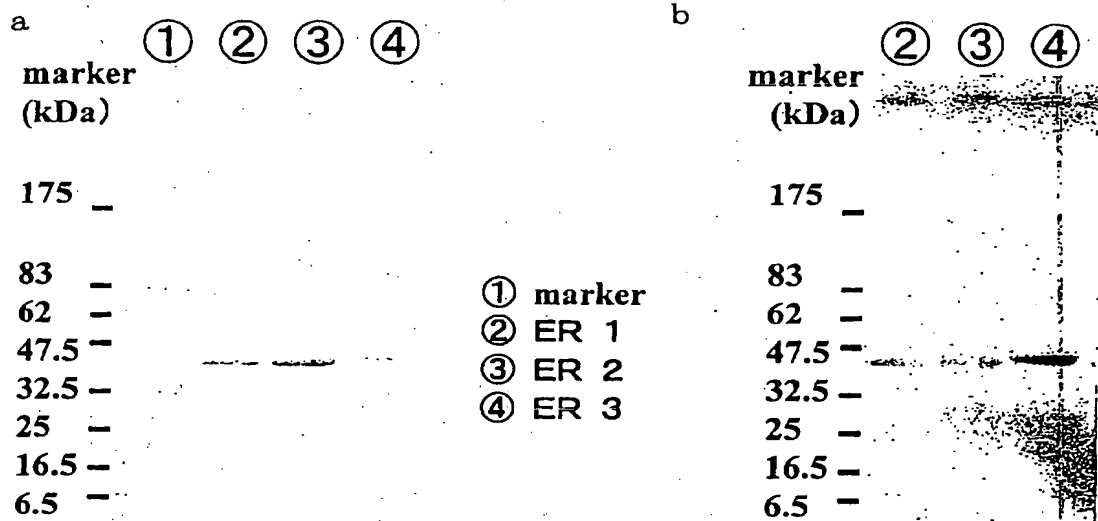 a
① ② ③ ④
marker
(kDa)
175
83
62
47.5
32.5
25
16.5
6.5
① marker
② ER 1
③ ER 2
④ ER 3
b
② ③ ④
marker
(kDa)
175
83
62
47.5
32.5
25
16.5
6.5